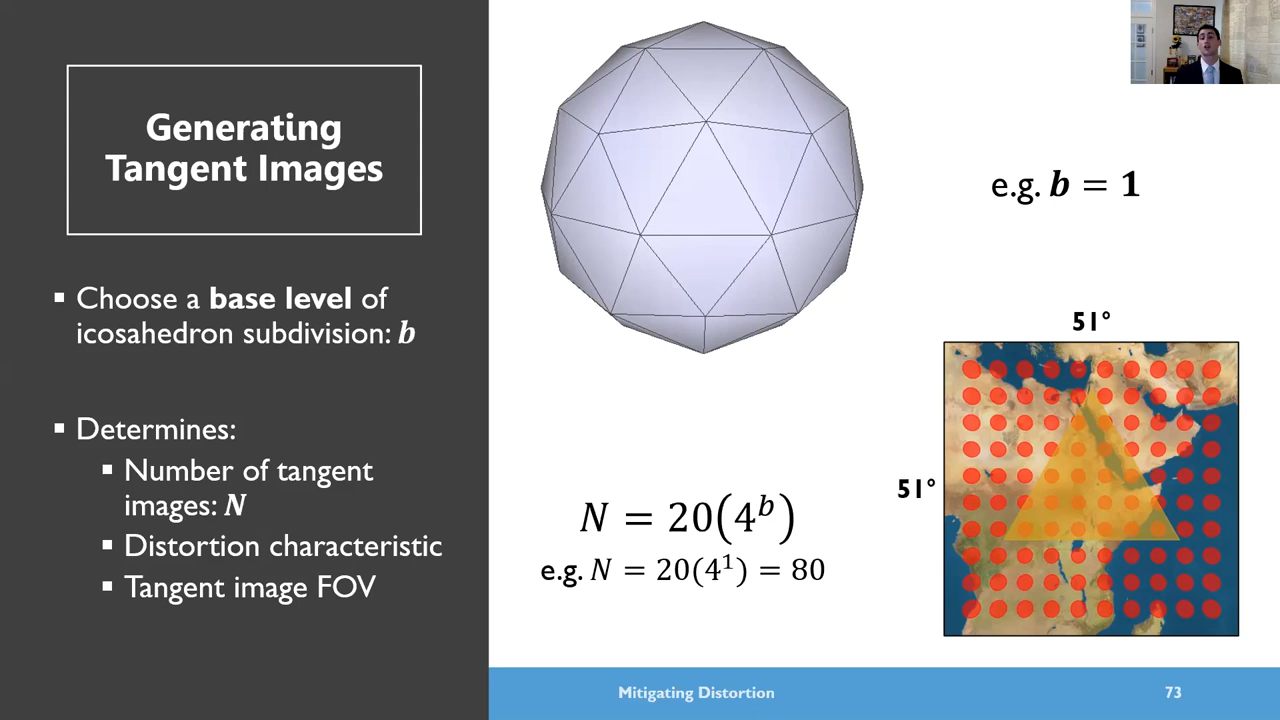 Generating
Tangent Images
▪ Choose a base level of
icosahedron subdivision: b
▪ Determines:
▪ Number of tangent
images: N
▪ Distortion characteristic
▪ Tangent image FOV
e.g. b = 1
N = 20(4^b)
e.g. N = 20(4^1) = 80
51°
51°
Mitigating Distortion
73